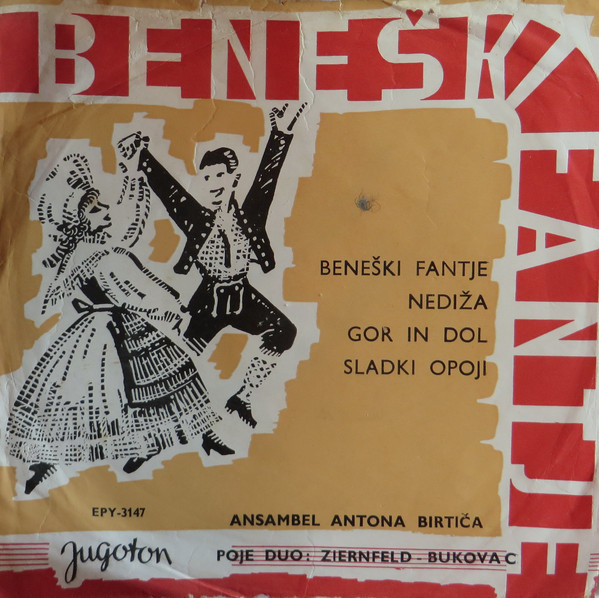 BENEŠKI
FANTJE
BENEŠKI FANTJE
NEDIŽA
GOR IN DOL
SLADKI OPOJI
EPY-3147
ANSAMBEL ANTONA BIRTIČA
Jugoton
POJE DUO: ZIERNFELD - BUKOVAC